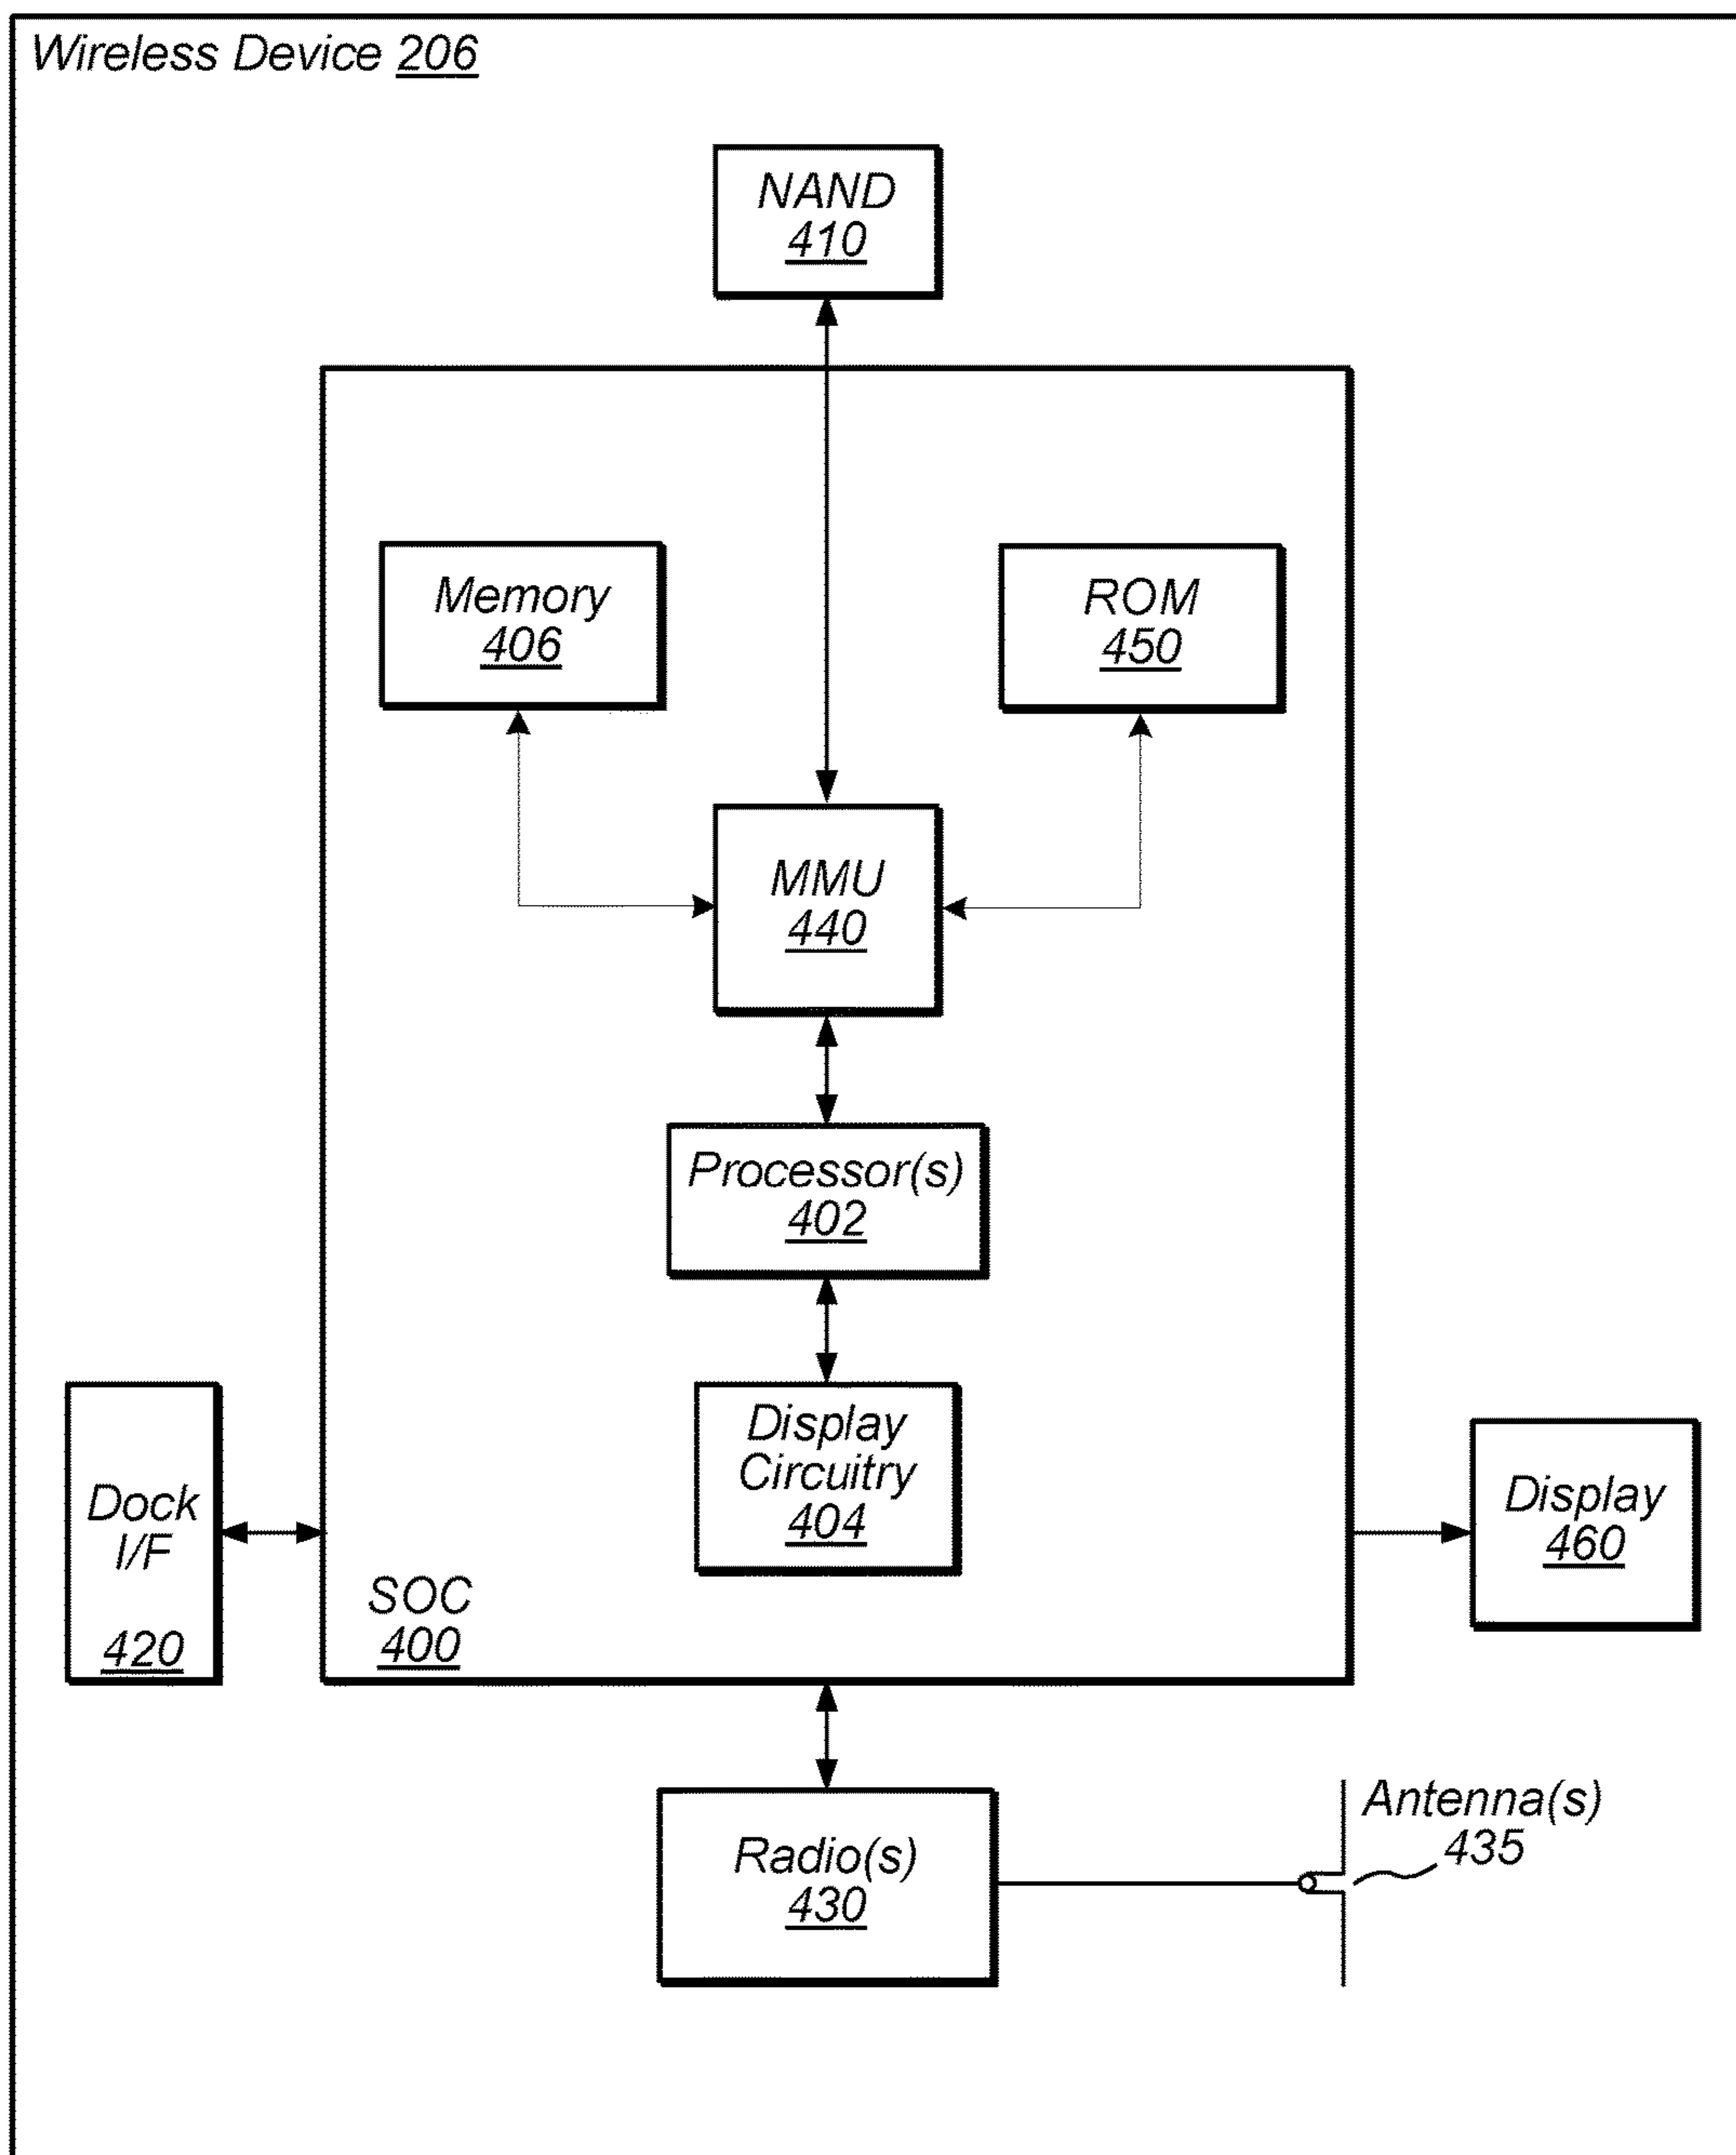 Wireless Device 206
NAND
410
Memory
406
ROM
450
MMU
440
Processor(s)
402
Display
Circuitry
404
Dock
I/F
420
SOC
400
Display
460
Radio(s)
430
Antenna(s)
435